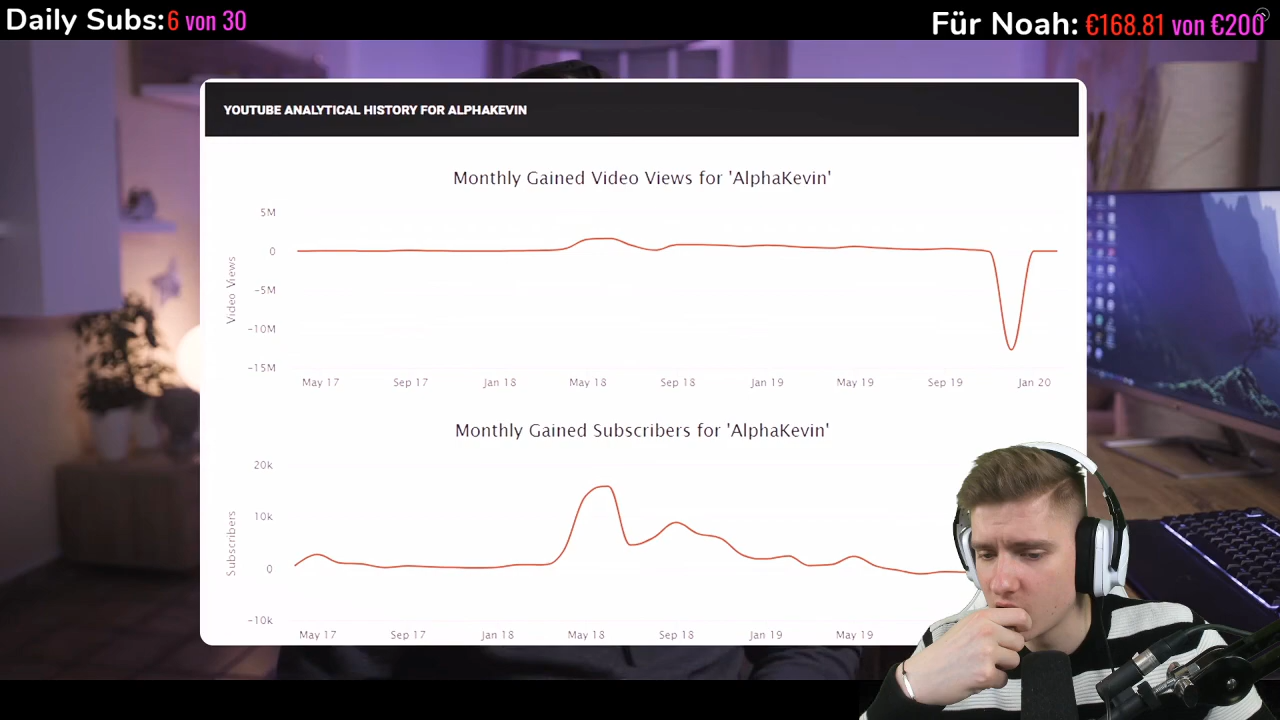 Daily Subs: 6 von 30
Für Noah: €168.81 von €200
YOUTUBE ANALYTICAL HISTORY FOR ALPHAKEVIN
Monthly Gained Video Views for 'AlphaKevin'
Video Views
5M
0
-5M
-10M
-15M
May 17 Sep 17 Jan 18 May 18 Sep 18 Jan 19 May 19 Sep 19 Jan 20
Monthly Gained Subscribers for 'AlphaKevin'
Subscribers
20k
10k
0
-10k
May 17 Sep 17 Jan 18 May 18 Sep 18 Jan 19 May 19